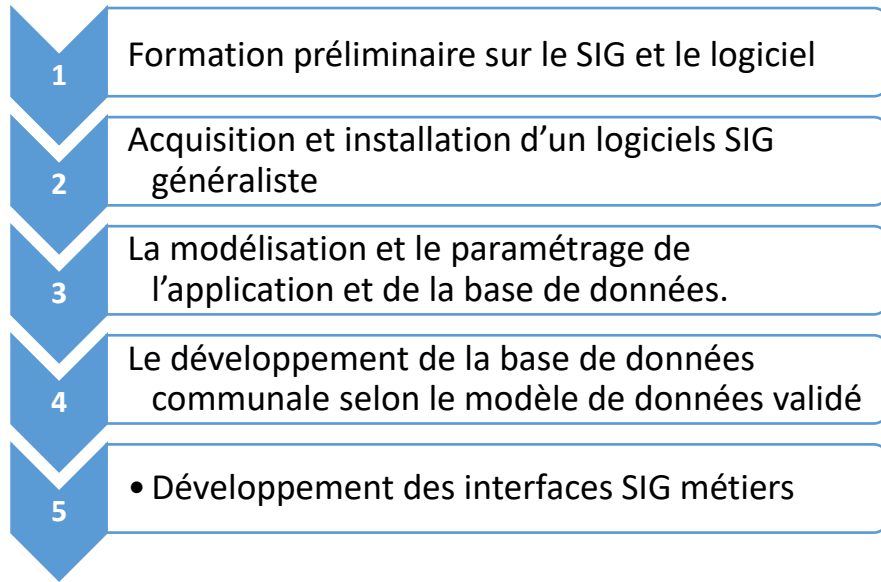 1
Formation préliminaire sur le SIG et le logiciel
2
Acquisition et installation d’un logiciels SIG
généraliste
3
La modélisation et le paramétrage de
l’application et de la base de données.
4
Le développement de la base de données
communale selon le modèle de données validé
5
• Développement des interfaces SIG métiers